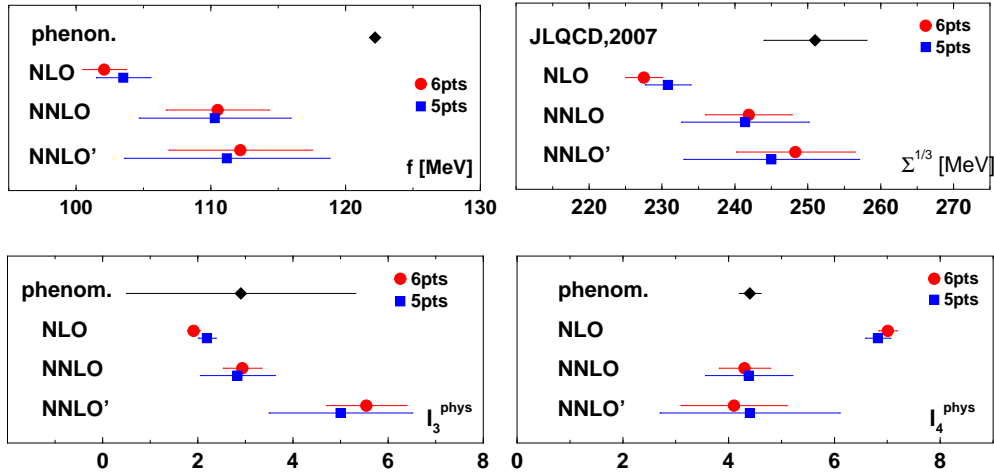 phenon.
NLO
NNLO
NNLO'
6pts
5pts
f [MeV]
100 110 120 130
JLQCD,2007
NLO
NNLO
NNLO'
6pts
5pts
Σ^1/3 [MeV]
220 230 240 250 260 270
phenom.
NLO
NNLO
NNLO'
6pts
5pts
l_3^phys
0 2 4 6 8
phenom.
NLO
NNLO
NNLO'
6pts
5pts
l_4^phys
0 2 4 6 8